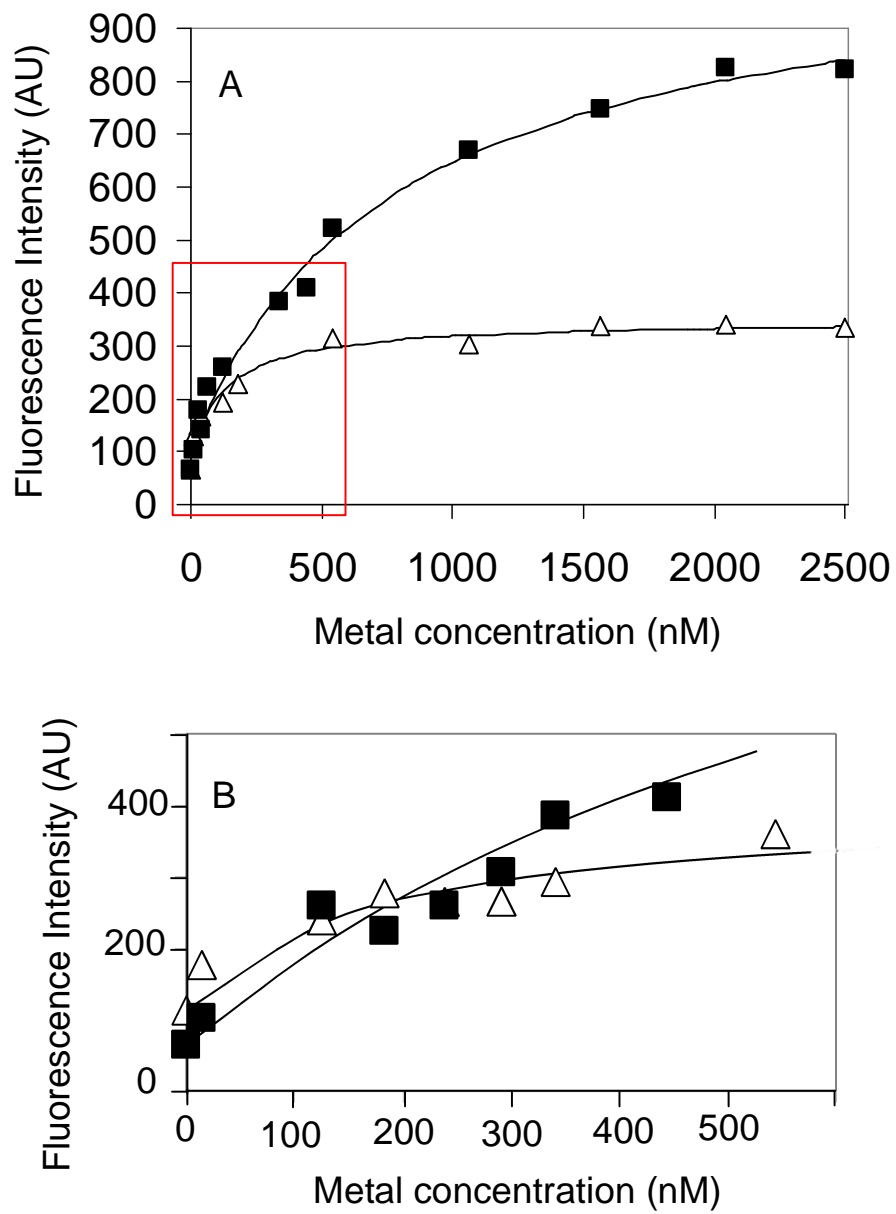 900
800
700
600
500
400
300
200
100
0
Fluorescence Intensity (AU)
A
0 500 1000 1500 2000 2500
Metal concentration (nM)
400
200
0
Fluorescence Intensity (AU)
B
0 100 200 300 400 500
Metal concentration (nM)